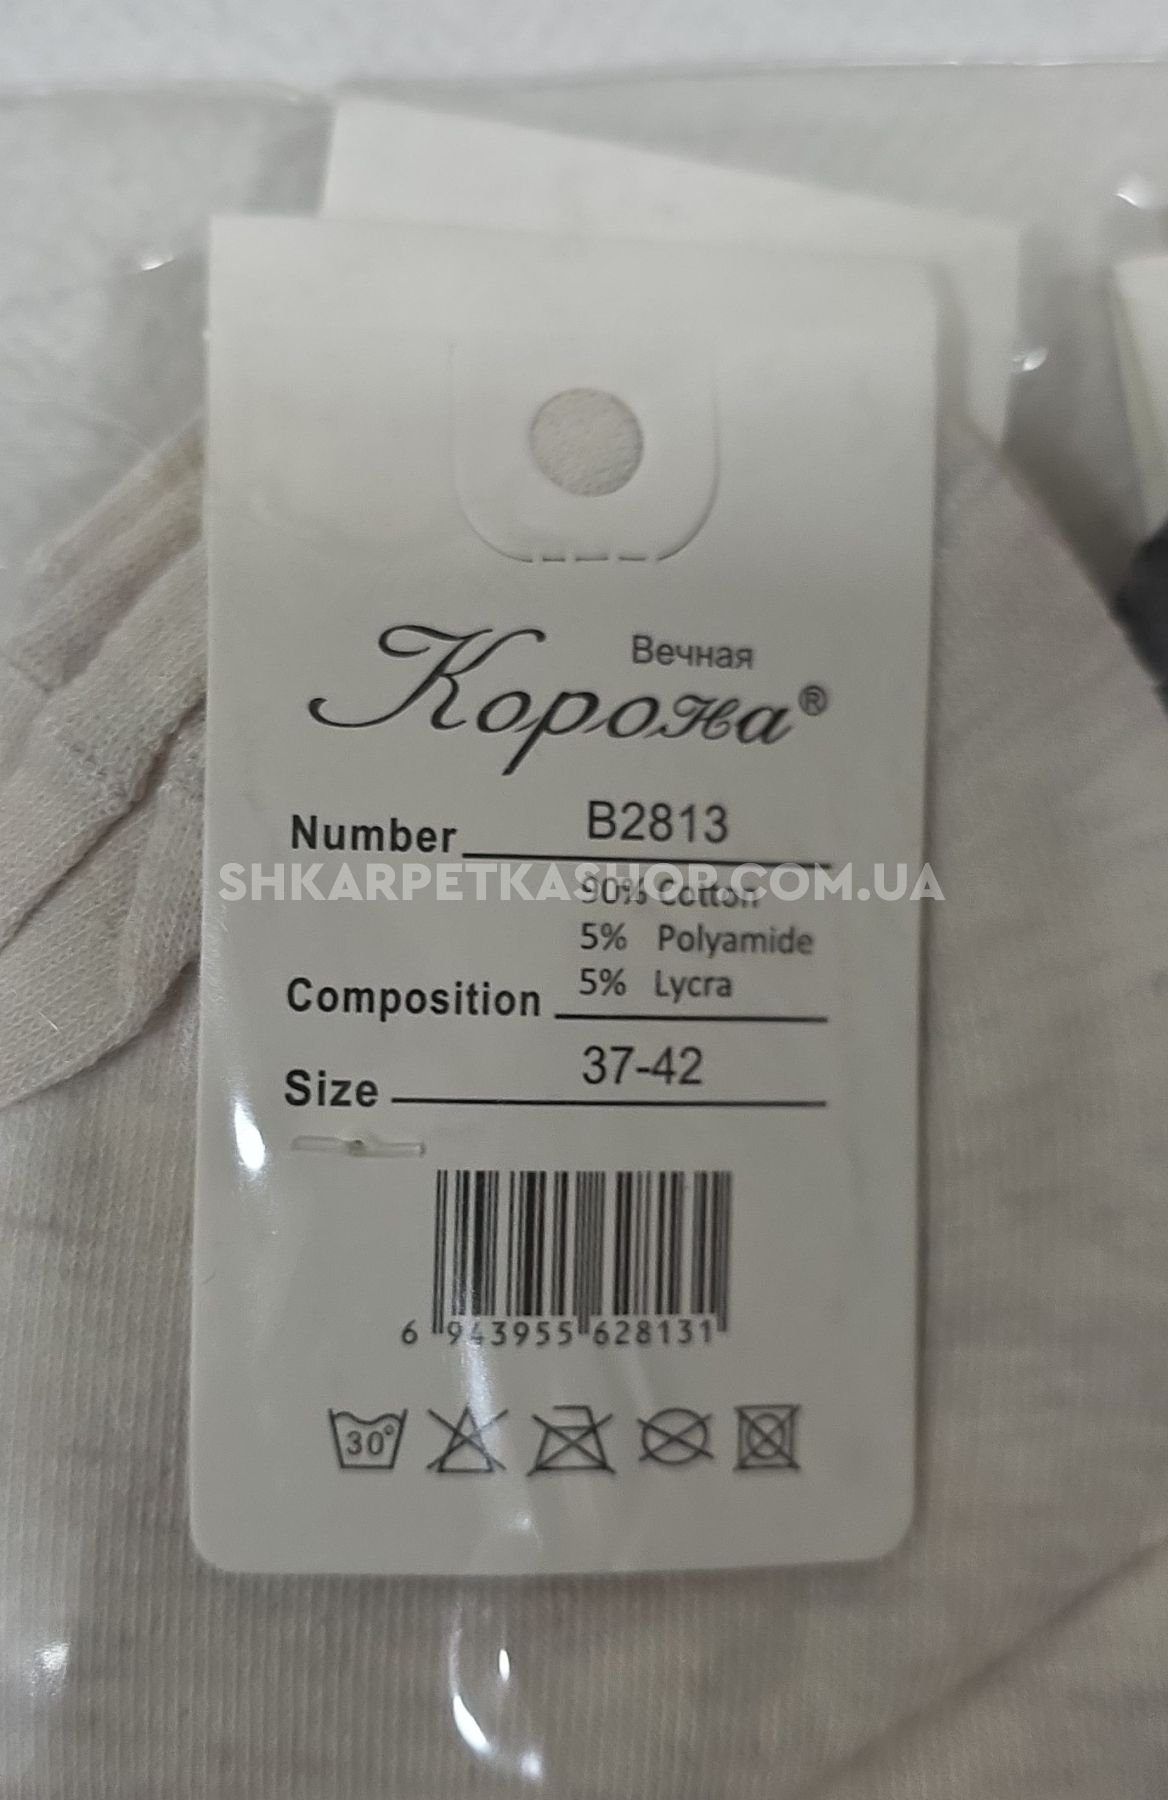 Вечная
Корона®
Number B2813
SHKARPETKASHOP.COM.UA
90% Cotton
5% Polyamide
Composition 5% Lycra
Size 37-42
6 943955 628131
30°